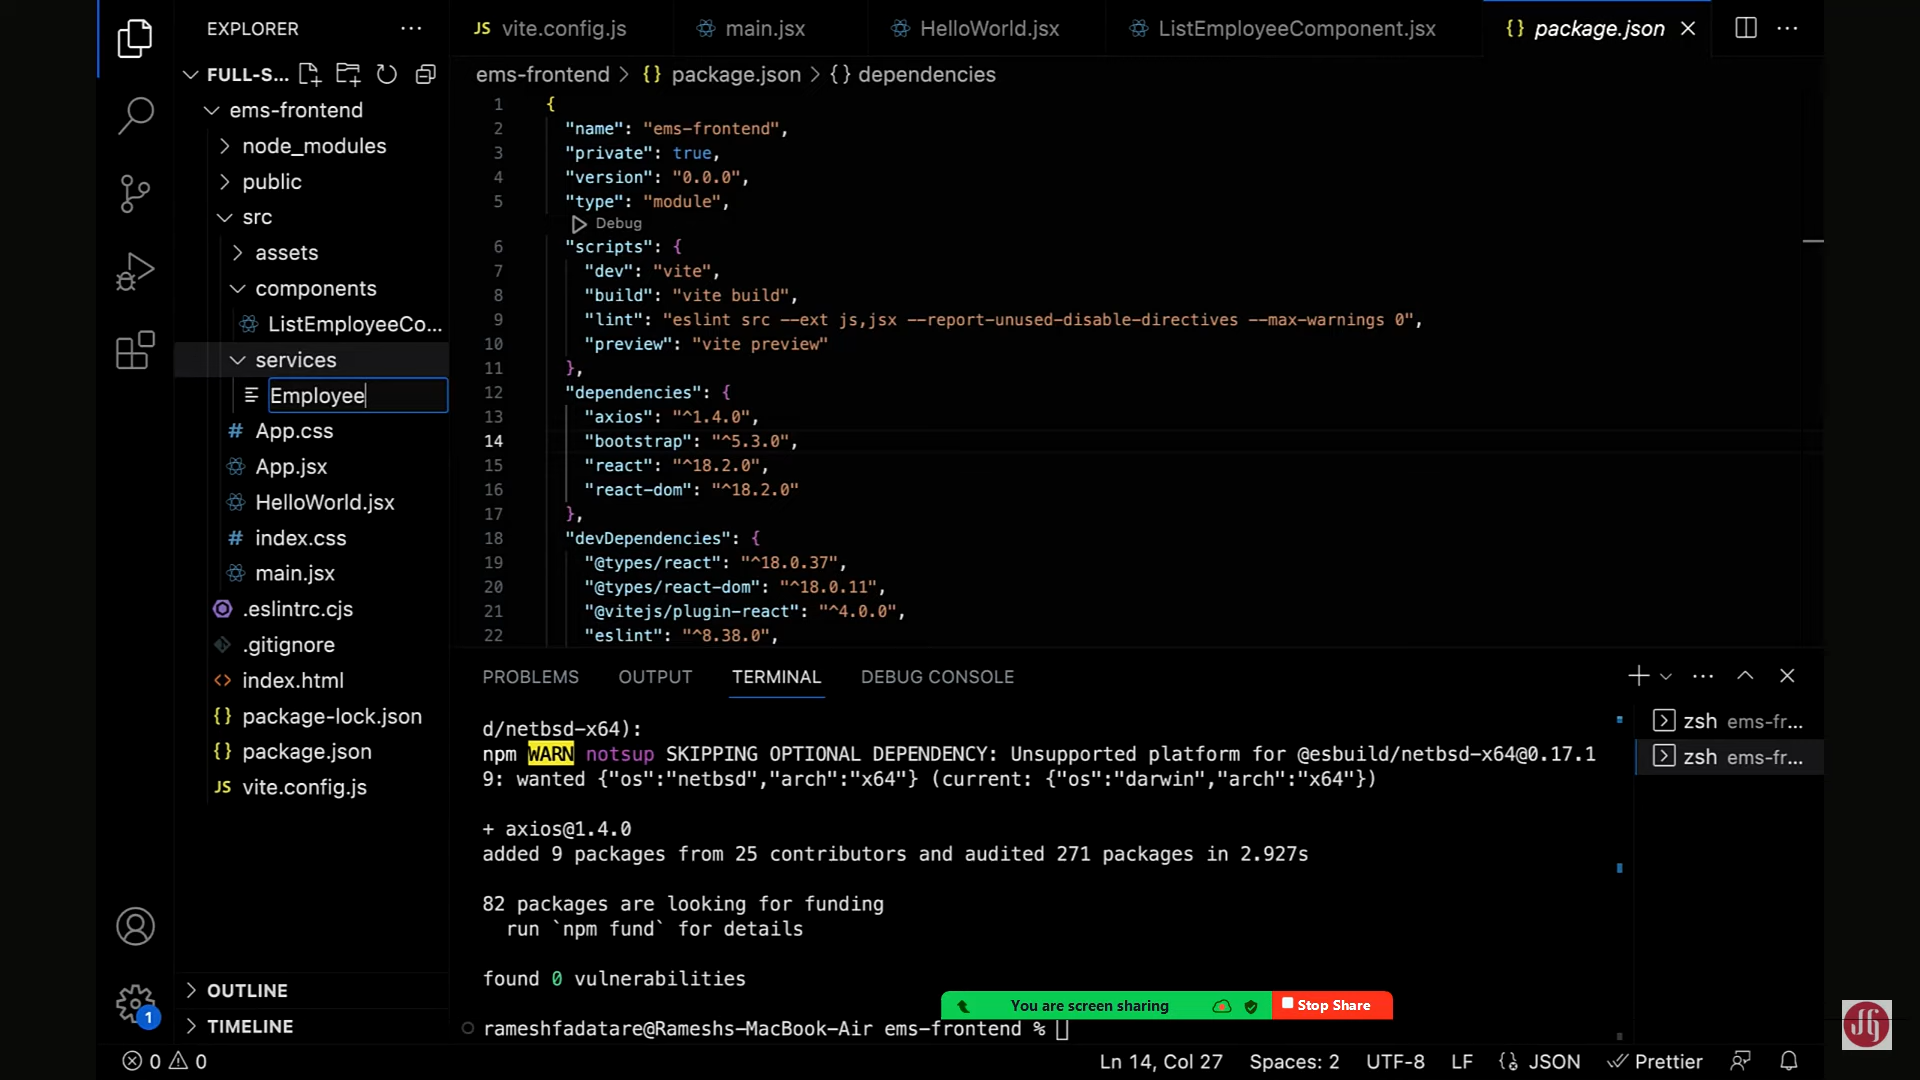 EXPLORER
FULL-S...
ems-frontend
node_modules
public
src
assets
components
ListEmployeeCo...
services
Employee
App.css
App.jsx
HelloWorld.jsx
index.css
main.jsx
.eslintrc.cjs
.gitignore
index.html
package-lock.json
package.json
vite.config.js
OUTLINE
TIMELINE
1
JS vite.config.js
main.jsx
HelloWorld.jsx
ListEmployeeComponent.jsx
{} package.json
ems-frontend > {} package.json > {} dependencies
1 {
2 "name": "ems-frontend",
3 "private": true,
4 "version": "0.0.0",
5 "type": "module",
Debug
6 "scripts": {
7 "dev": "vite",
8 "build": "vite build",
9 "lint": "eslint src --ext js,jsx --report-unused-disable-directives --max-warnings 0",
10 "preview": "vite preview"
11 },
12 "dependencies": {
13 "axios": "^1.4.0",
14 "bootstrap": "^5.3.0",
15 "react": "^18.2.0",
16 "react-dom": "^18.2.0"
17 },
18 "devDependencies": {
19 "@types/react": "^18.0.37",
20 "@types/react-dom": "^18.0.11",
21 "@vitejs/plugin-react": "^4.0.0",
22 "eslint": "^8.38.0",
PROBLEMS OUTPUT TERMINAL DEBUG CONSOLE
d/netbsd-x64):
npm WARN notsup SKIPPING OPTIONAL DEPENDENCY: Unsupported platform for @esbuild/netbsd-x64@0.17.1
9: wanted {"os":"netbsd","arch":"x64"} (current: {"os":"darwin","arch":"x64"})
+ axios@1.4.0
added 9 packages from 25 contributors and audited 271 packages in 2.927s
82 packages are looking for funding
run `npm fund` for details
found 0 vulnerabilities
rameshfadatare@Rameshs-MacBook-Air ems-frontend %
zsh ems-fr...
zsh ems-fr...
You are screen sharing
Stop Share
0 0
Ln 14, Col 27 Spaces: 2 UTF-8 LF {} JSON Prettier
JG